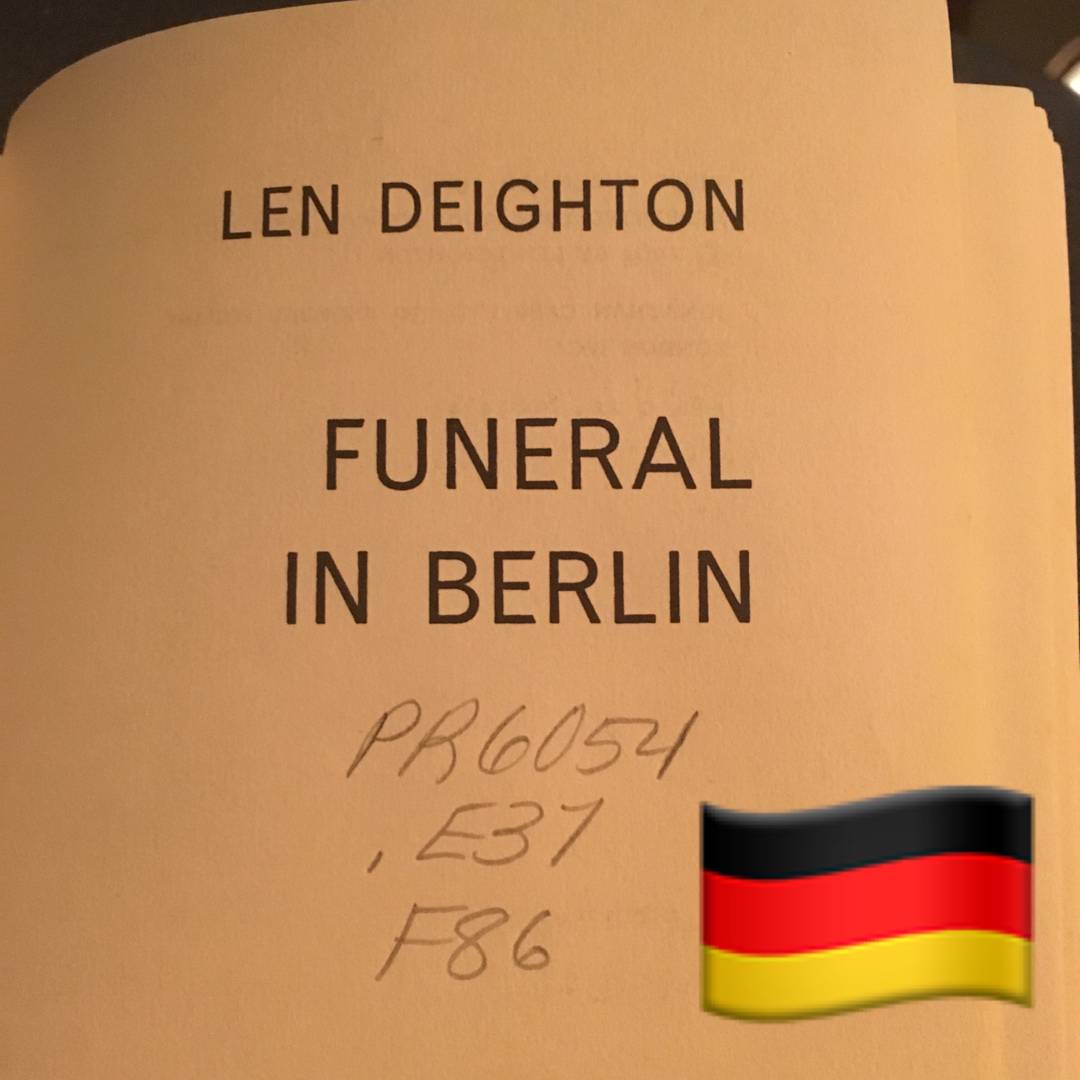 LEN DEIGHTON
FUNERAL
IN BERLIN
PR6054
.E37
F86